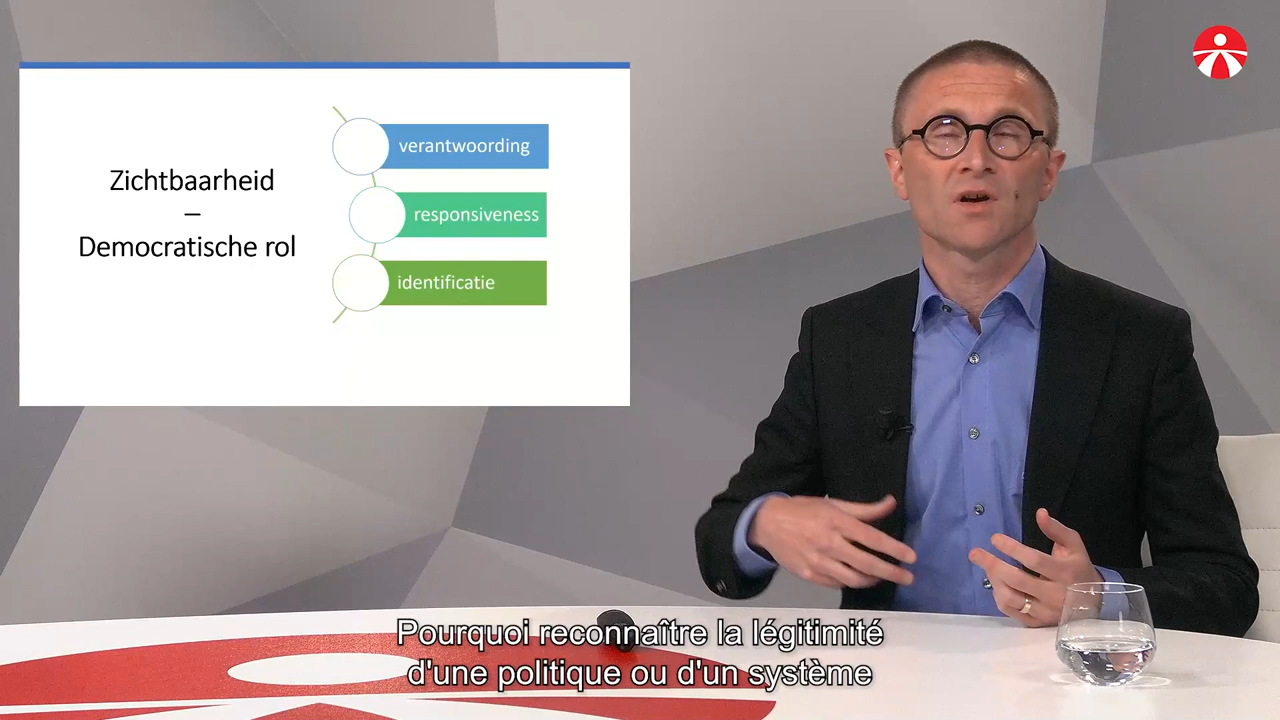 Zichtbaarheid
–
Democratische rol
verantwoording
responsiveness
identificatie
Pourquoi reconnaître la légitimité
d'une politique ou d'un système